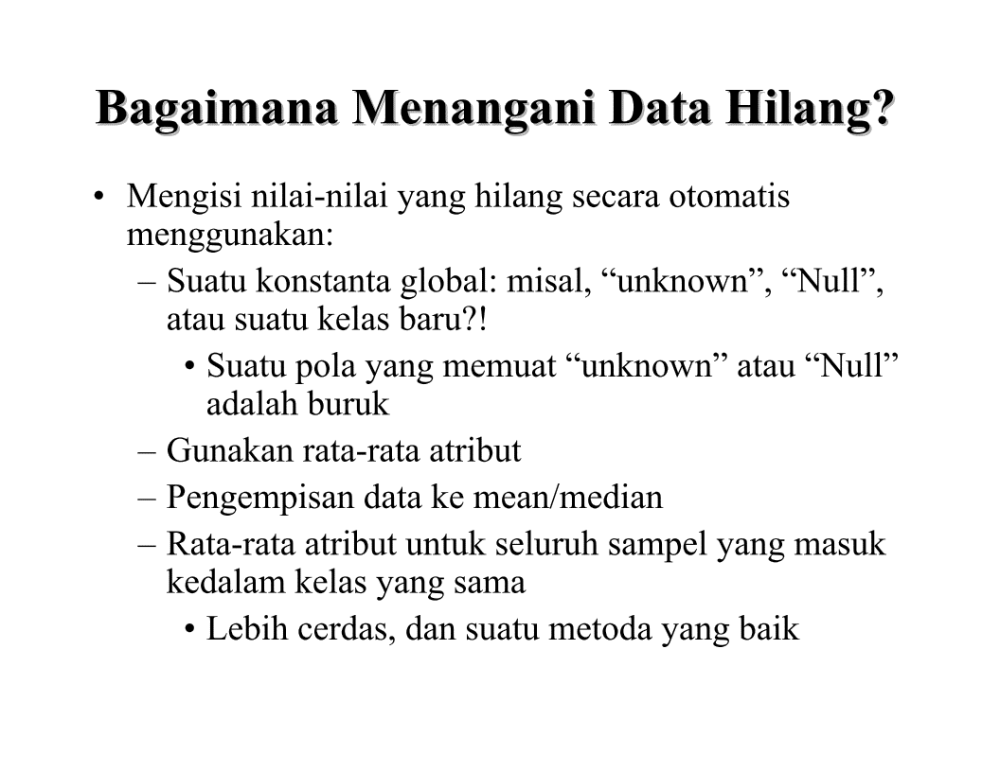 Bagaimana Menangani Data Hilang?
• Mengisi nilai-nilai yang hilang secara otomatis
menggunakan:
– Suatu konstanta global: misal, “unknown”, “Null”,
atau suatu kelas baru?!
• Suatu pola yang memuat “unknown” atau “Null”
adalah buruk
– Gunakan rata-rata atribut
– Pengempisan data ke mean/median
– Rata-rata atribut untuk seluruh sampel yang masuk
kedalam kelas yang sama
• Lebih cerdas, dan suatu metoda yang baik